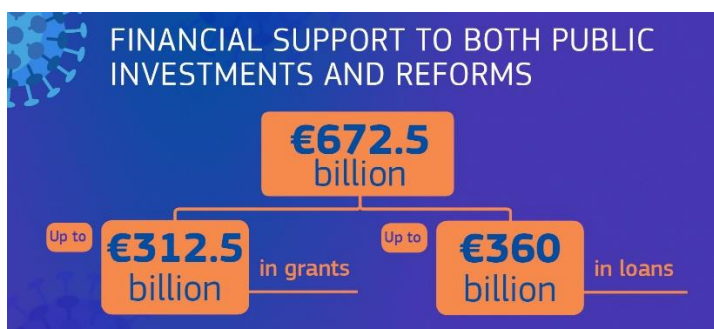 FINANCIAL SUPPORT TO BOTH PUBLIC
INVESTMENTS AND REFORMS
€672.5
billion
Up to
€312.5
billion
in grants
Up to
€360
billion
in loans